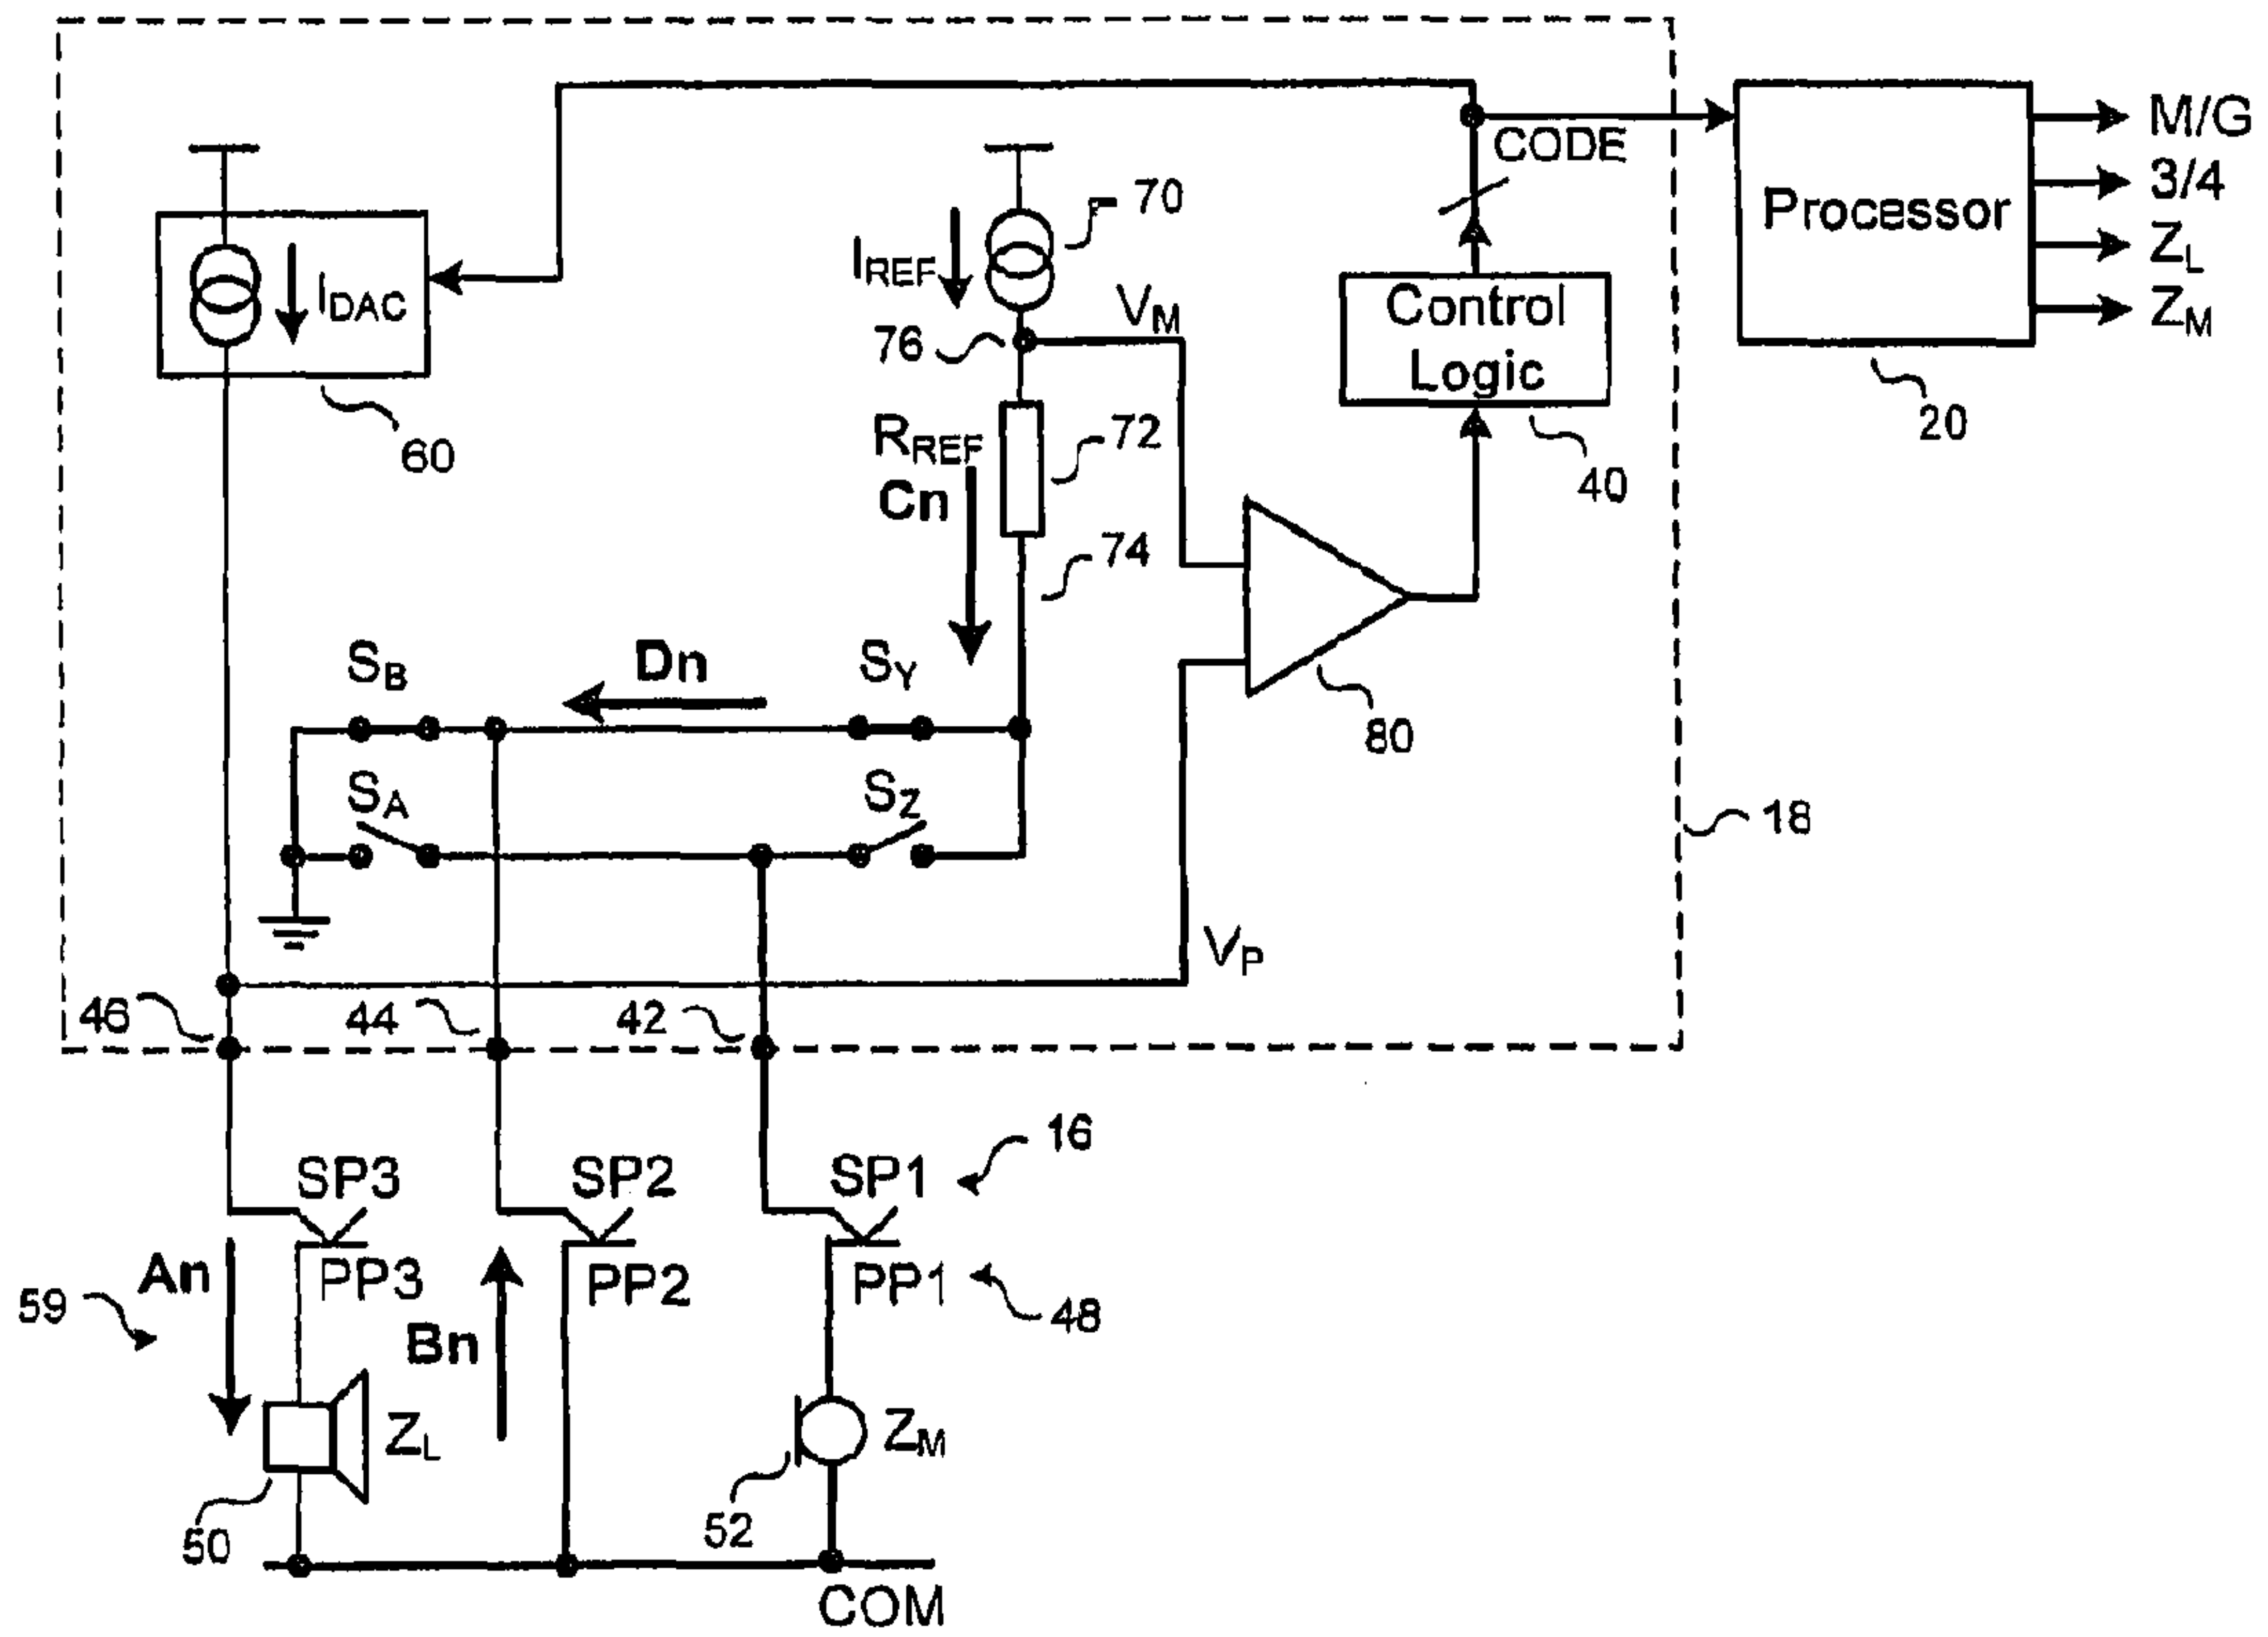 M/G
CODE
3/4
Processor
Z_L
Z_M
70
I_REF
I_DAC
V_M
76
Control
Logic
20
60
R_REF
72
Cn
40
74
S_B
Dn
S_Y
80
S_A
S_Z
18
V_P
46
44
42
16
SP3
SP2
SP1
An
PP3
PP2
PP1
59
48
Bn
Z_L
Z_M
50
52
COM